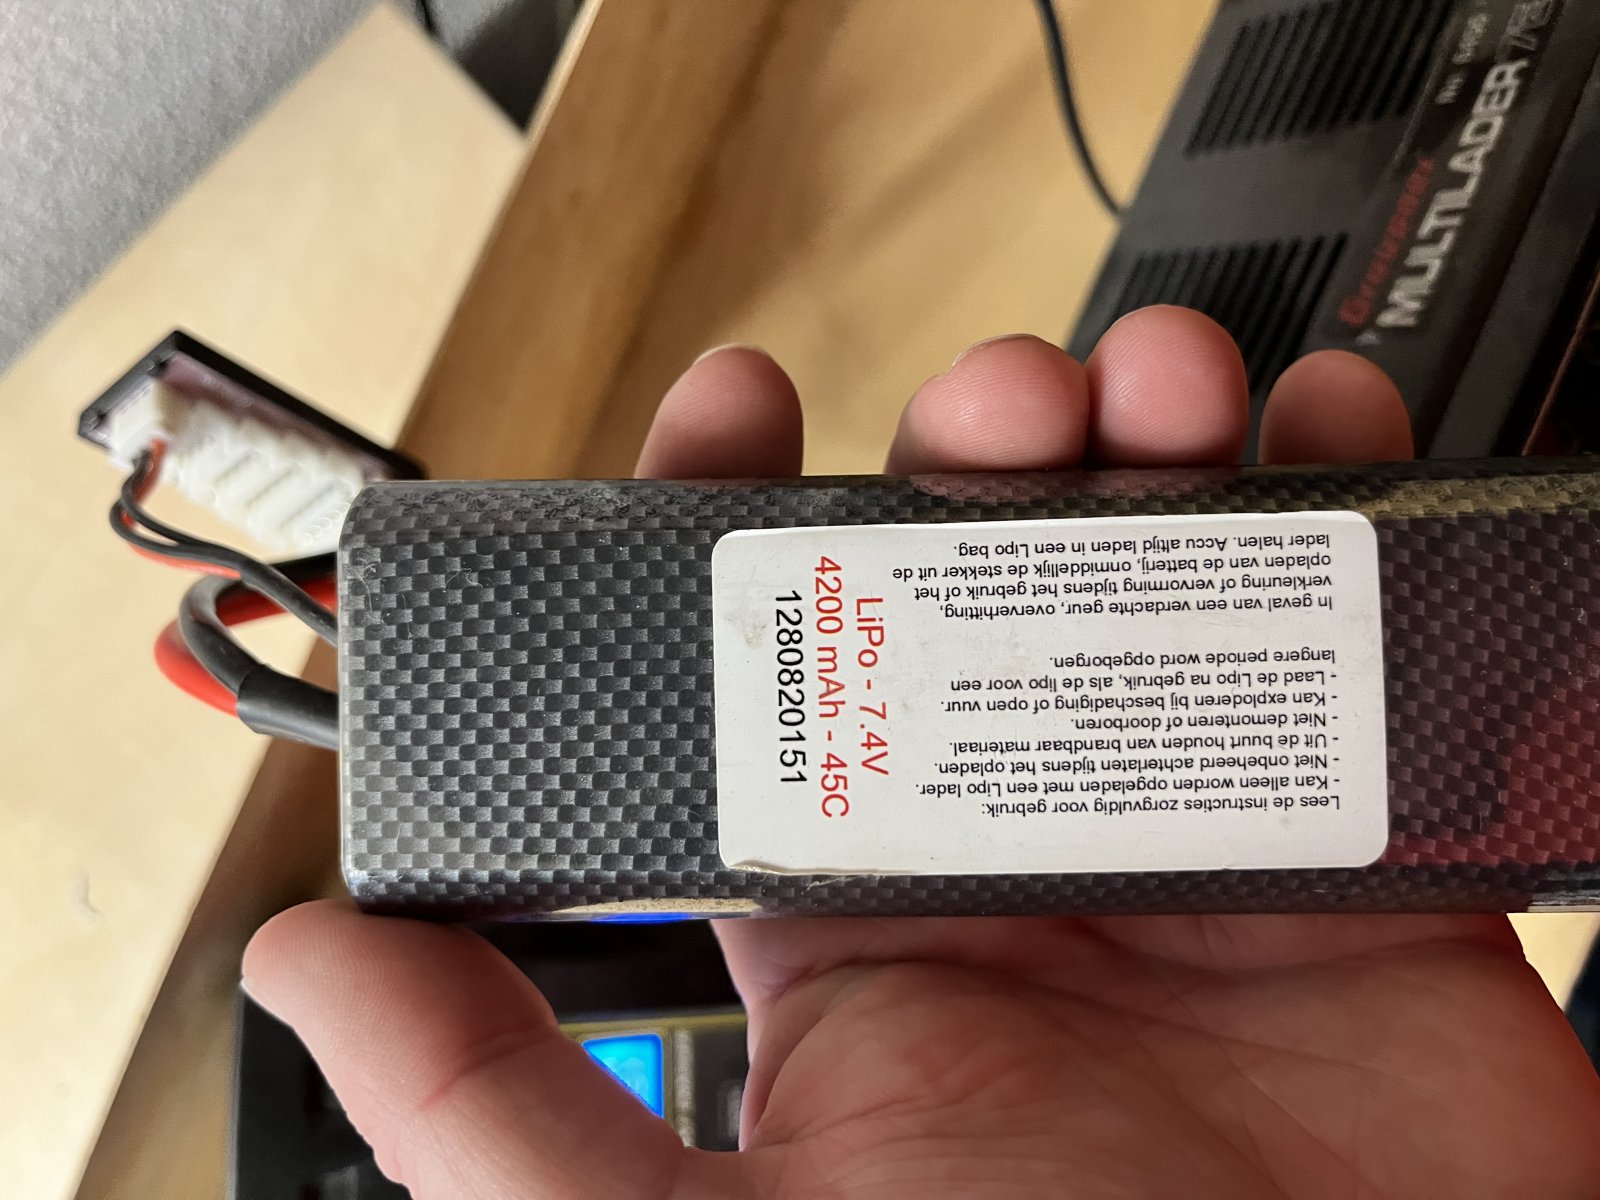 LiPo - 7.4V
4200 mAh - 45C
1280820151
Lees de instructies zorgvuldig voor gebruik:
- Kan alleen worden opgeladen met een Lipo lader.
- Niet onbeheerd achterlaten tijdens het opladen.
- Uit de buurt houden van brandbaar materiaal.
- Niet demonteren of doorboren.
- Kan exploderen bij beschadiging of open vuur.
- Laad de Lipo na gebruik, als de lipo voor een
langere periode word opgeborgen.
In geval van een verdachte geur, oververhitting,
verkleuring of vervorming tijdens het gebruik of het
opladen van de batterij, onmiddellijk de stekker uit de
lader halen. Accu altijd laden in een Lipo bag.
MULTILADER